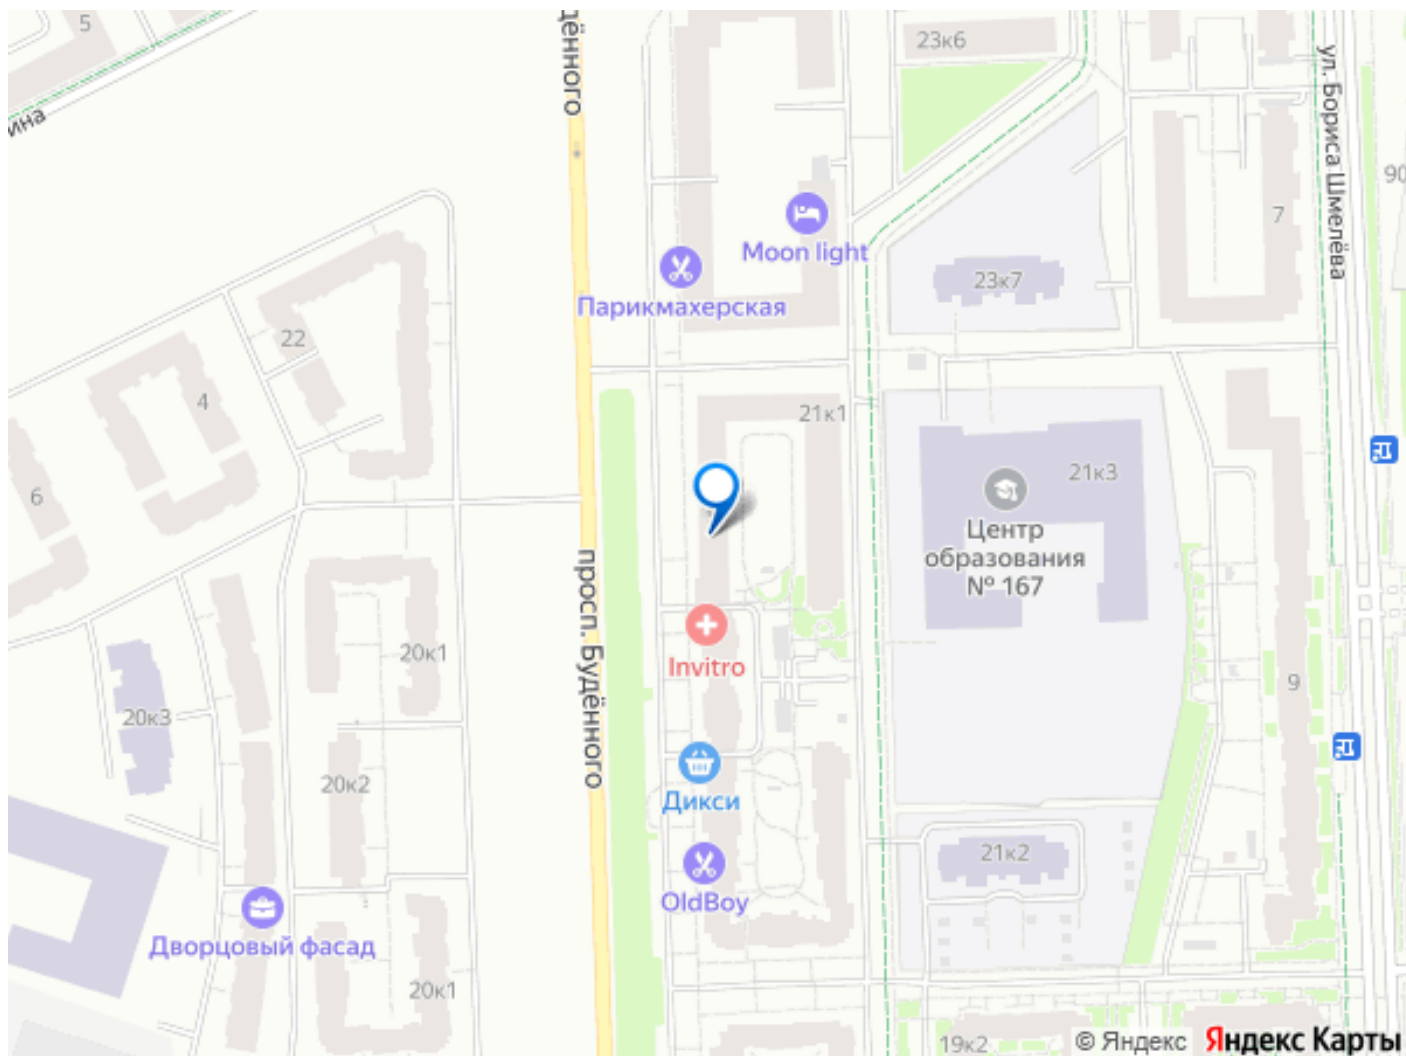 5
дённого
23к6
ул. Бориса Шмелёва
90
ина
7
Moon light
23к7
Парикмахерская
22
4
21к1
6
21к3
Центр
образования
№ 167
просп. Будённого
Invitro
20к1
9
20к3
20к2
Дикси
21к2
OldBoy
Дворцовый фасад
20к1
19к2
© Яндекс Яндекс Карты